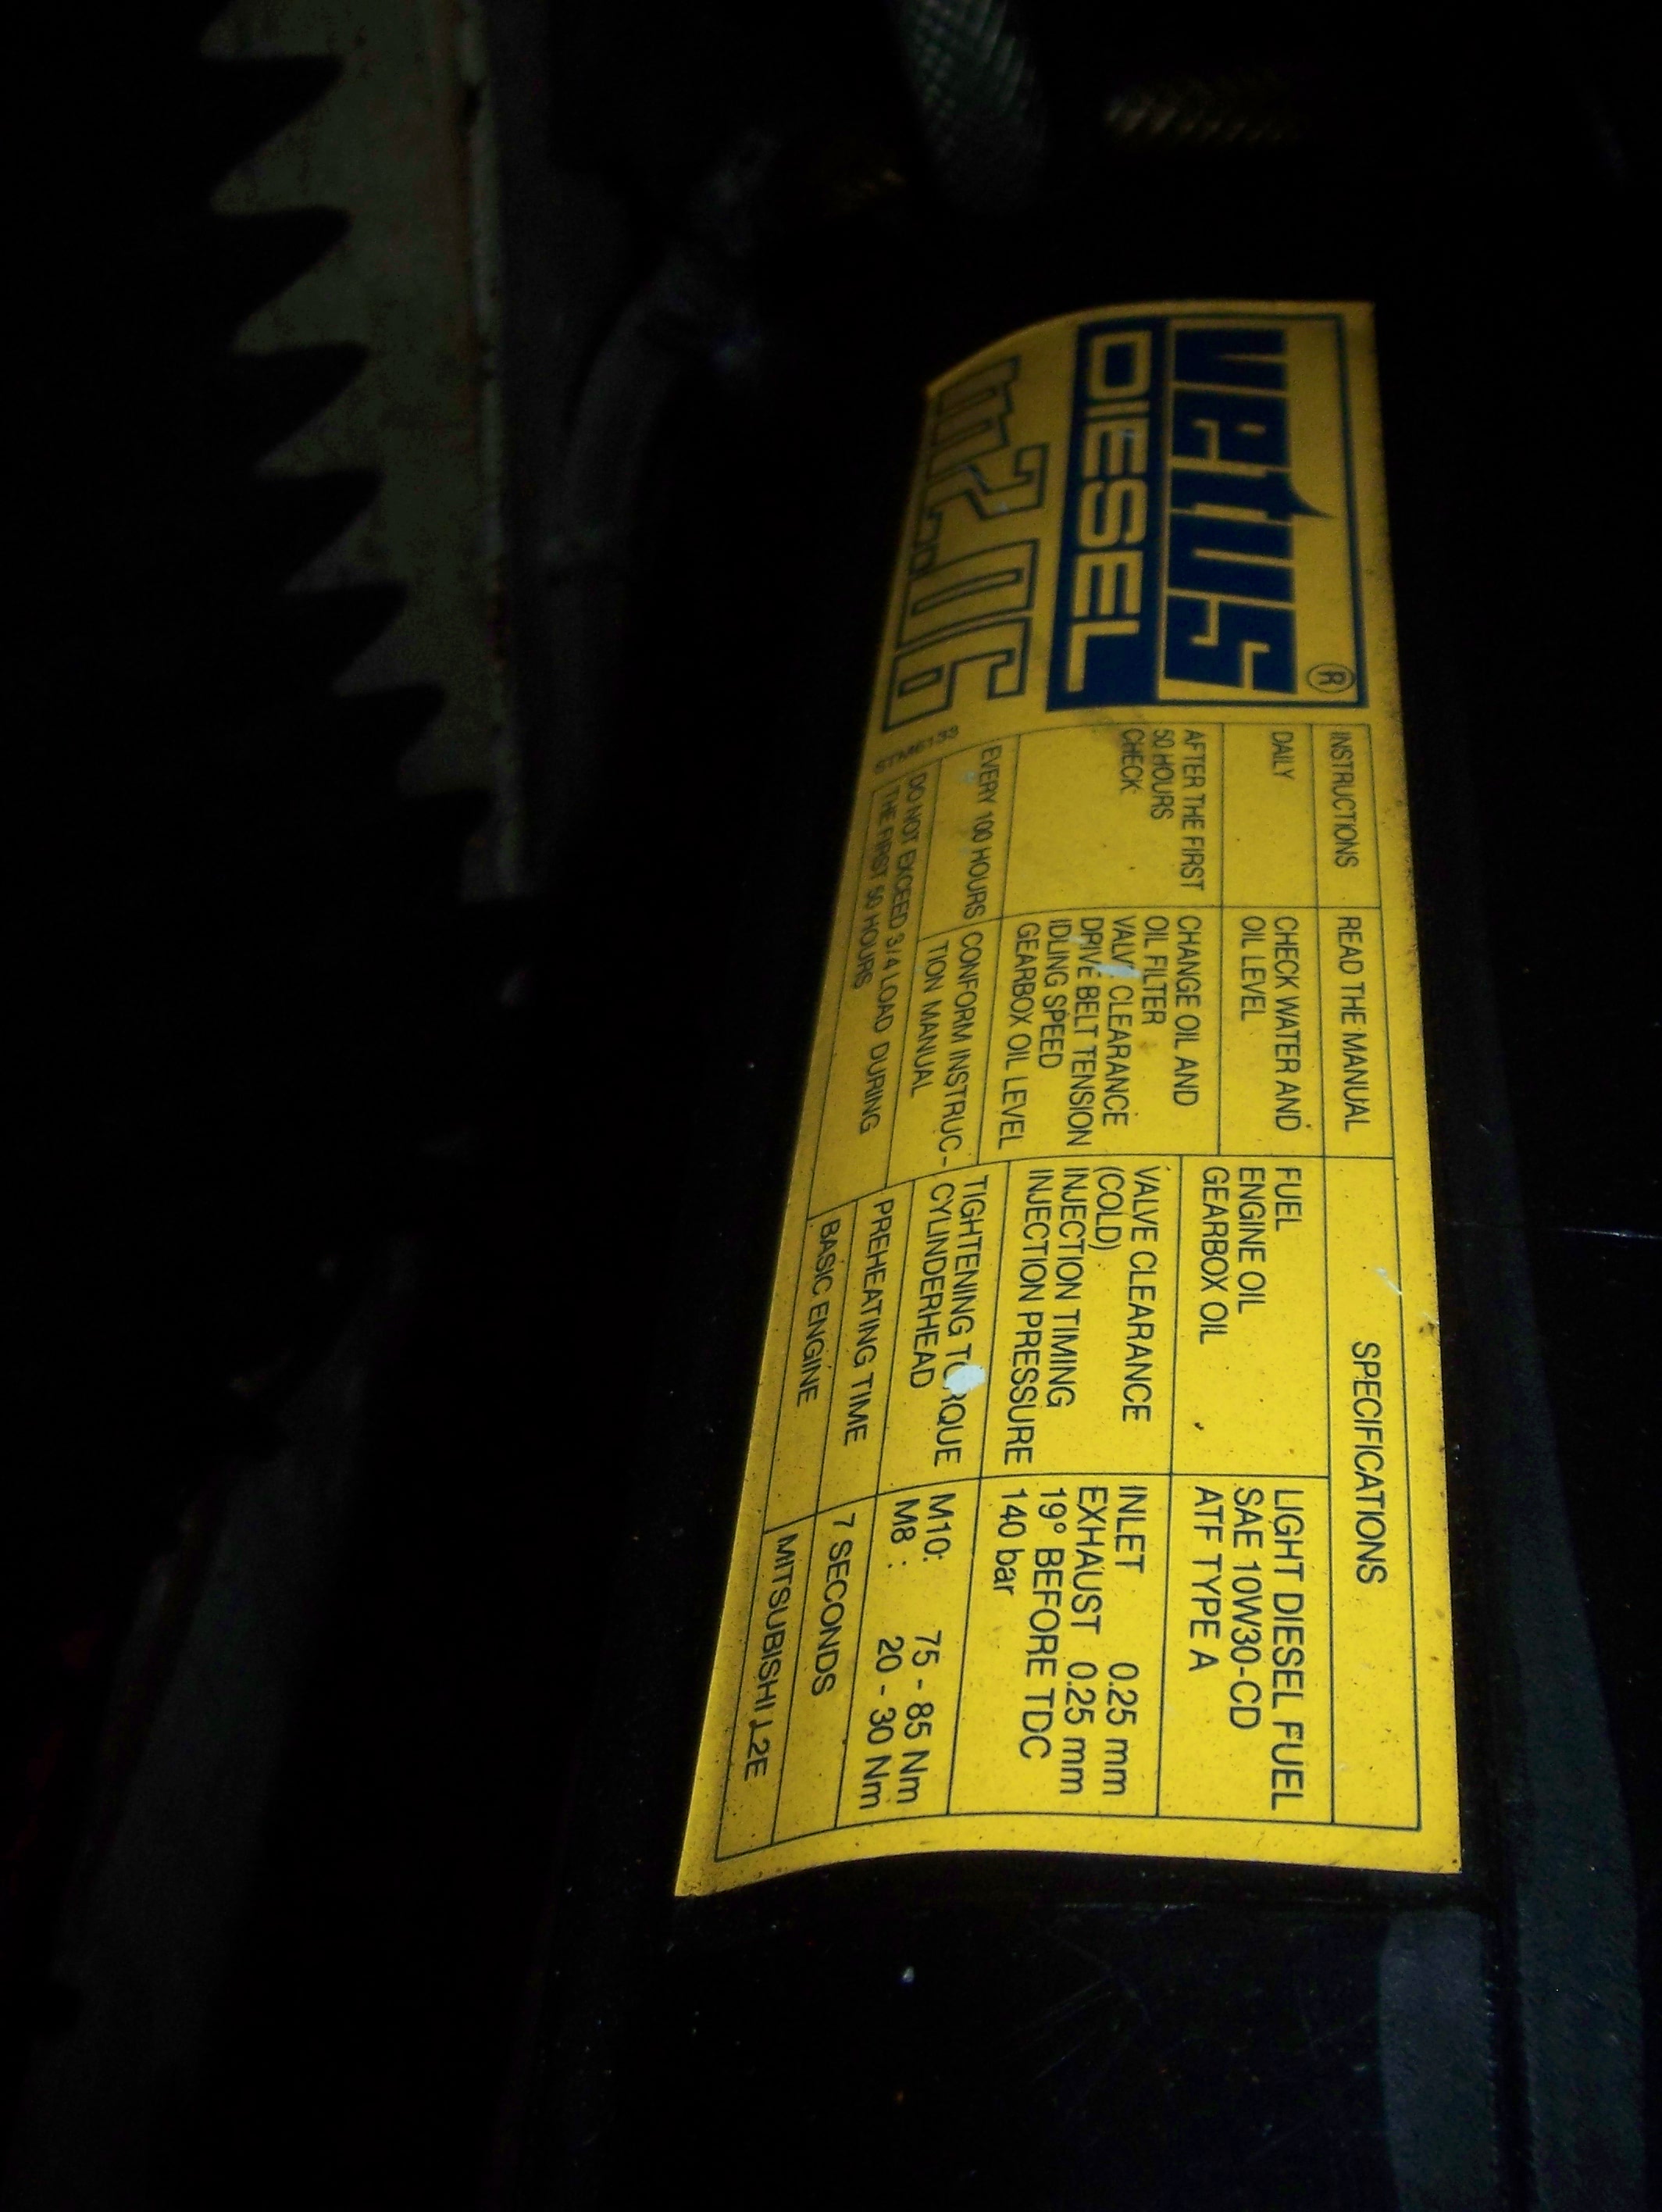 vetus®
DIESEL
m2.06
STM6133
INSTRUCTIONS READ THE MANUAL
DAILY CHECK WATER AND
OIL LEVEL
AFTER THE FIRST CHANGE OIL AND
50 HOURS OIL FILTER
CHECK: VALVE CLEARANCE
DRIVE BELT TENSION
IDLING SPEED
GEARBOX OIL LEVEL
EVERY 100 HOURS CONFORM INSTRUC-
TION MANUAL
DO NOT EXCEED 3/4 LOAD DURING
THE FIRST 50 HOURS
SPECIFICATIONS
FUEL LIGHT DIESEL FUEL
ENGINE OIL SAE 10W30-CD
GEARBOX OIL ATF TYPE A
VALVE CLEARANCE INLET 0.25 mm
(COLD) EXHAUST 0.25 mm
INJECTION TIMING 19° BEFORE TDC
INJECTION PRESSURE 140 bar
TIGHTENING TORQUE M10: 75 - 85 Nm
CYLINDERHEAD M8 : 20 - 30 Nm
PREHEATING TIME 7 SECONDS
BASIC ENGINE MITSUBISHI L2E